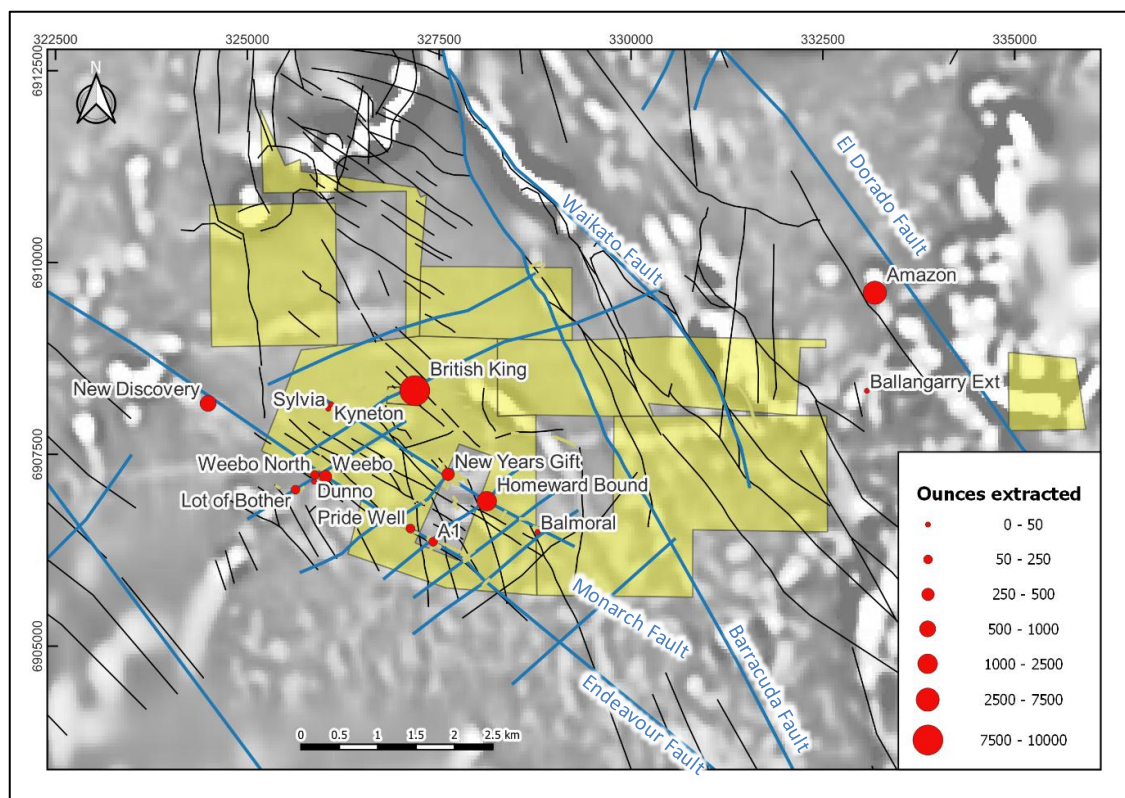 322500 325000 327500 330000 332500 335000
6912500
N
El Dorado Fault
Waikato Fault
6910000
Amazon
British King
Ballangarry Ext
New Discovery
Sylvia
Kyneton
6907500
Weebo North
Weebo
New Years Gift
Dunno
Homeward Bound
Lot of Bother
Pride Well
A1
Balmoral
Monarch Fault
Barracuda Fault
6905000
Endeavour Fault
0 0.5 1 1.5 2 2.5 km
Ounces extracted
0 - 50
50 - 250
250 - 500
500 - 1000
1000 - 2500
2500 - 7500
7500 - 10000